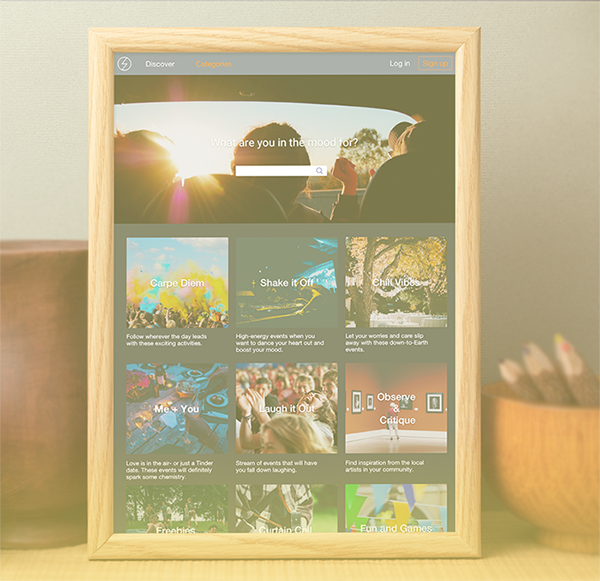 Discover
Categories
Log in
Sign up
What are you in the mood for?
Carpe Diem
Shake it Off
Chill Vibes
Follow wherever the day leads
with these exciting activities.
High-energy events when you
want to dance your heart out and
boost your mood.
Let your worries and care slip
away with these down-to-Earth
events.
Me + You
Laugh it Out
Observe
&
Critique
Love is in the air- or just a Tinder
date. These events will definitely
spark some chemistry.
Stream of events that will have
you fall down laughing.
Find inspiration from the local
artists in your community.
Freebies
Curtain Call
Fun and Games